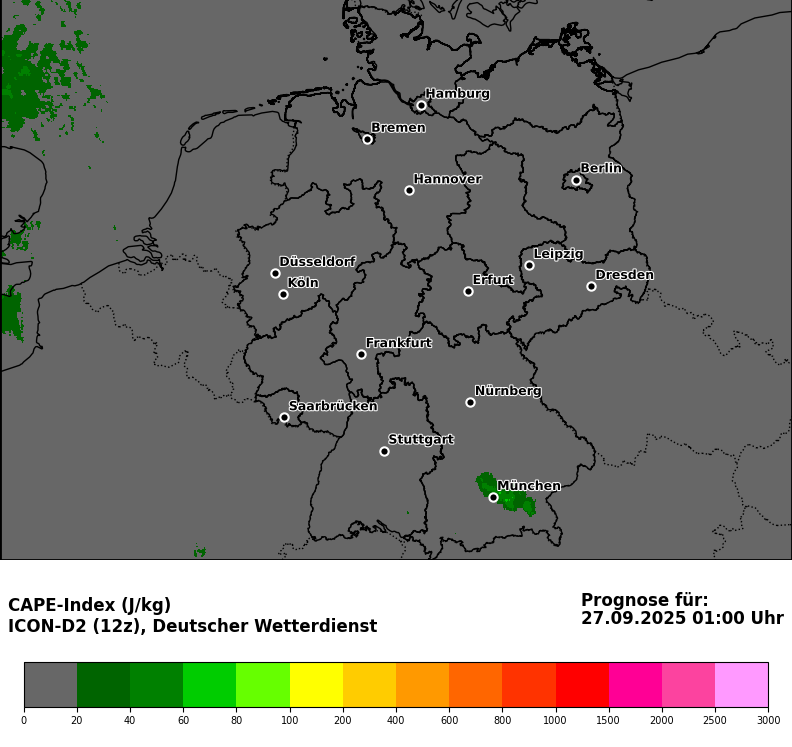 Hamburg
Bremen
Berlin
Hannover
Leipzig
Düsseldorf
Dresden
Köln
Erfurt
Frankfurt
Nürnberg
Saarbrücken
Stuttgart
München
CAPE-Index (J/kg)
ICON-D2 (12z), Deutscher Wetterdienst
Prognose für:
27.09.2025 01:00 Uhr
0 20 40 60 80 100 200 400 600 800 1000 1500 2000 2500 3000